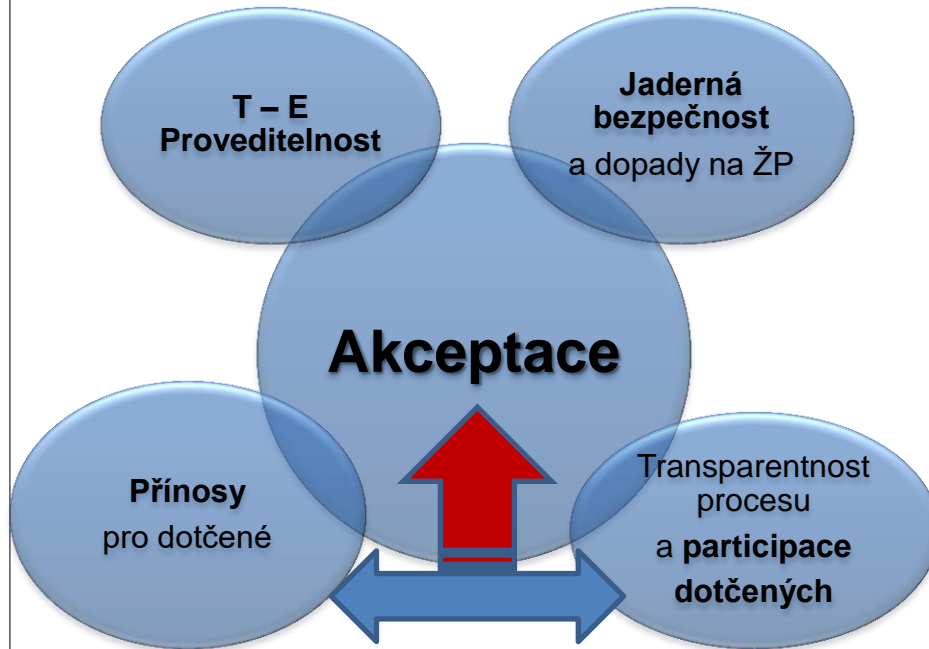 T – E
Proveditelnost
Jaderná
bezpečnost
a dopady na ŽP
Akceptace
Přínosy
pro dotčené
Transparentnost
procesu
a participace
dotčených